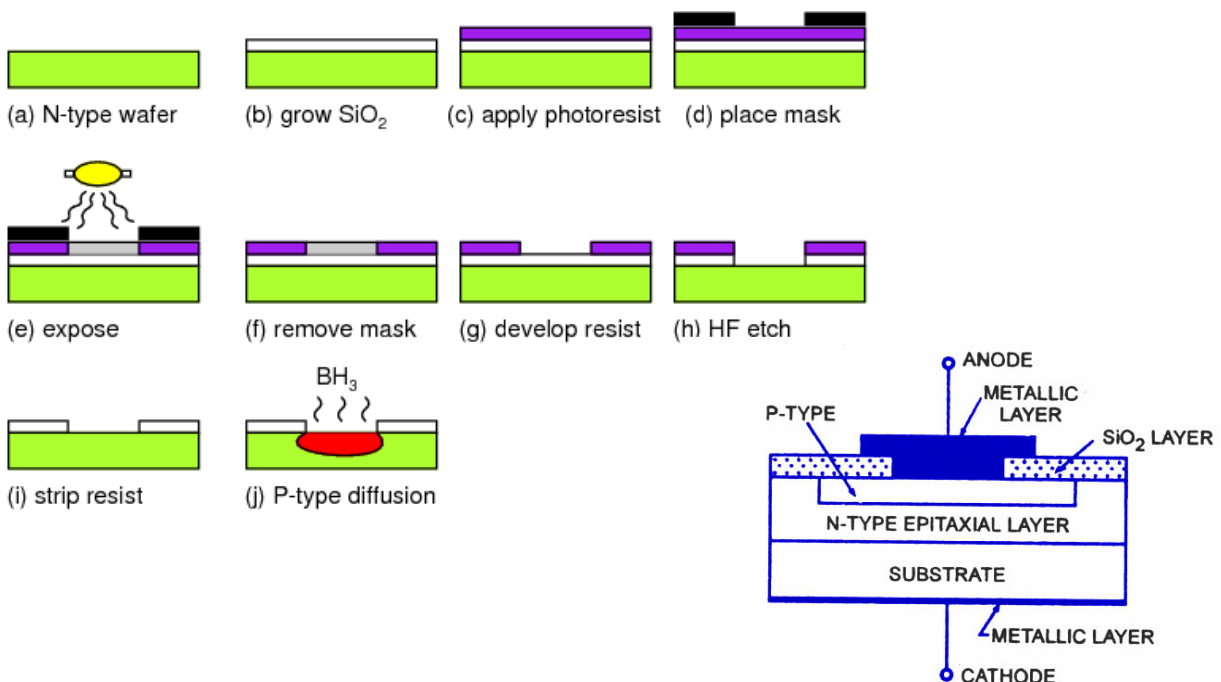 (a) N-type wafer
(b) grow SiO₂
(c) apply photoresist
(d) place mask
(e) expose
(f) remove mask
(g) develop resist
(h) HF etch
BH₃
(i) strip resist
(j) P-type diffusion
ANODE
METALLIC
LAYER
P-TYPE
SiO₂ LAYER
N-TYPE EPITAXIAL LAYER
SUBSTRATE
METALLIC LAYER
CATHODE